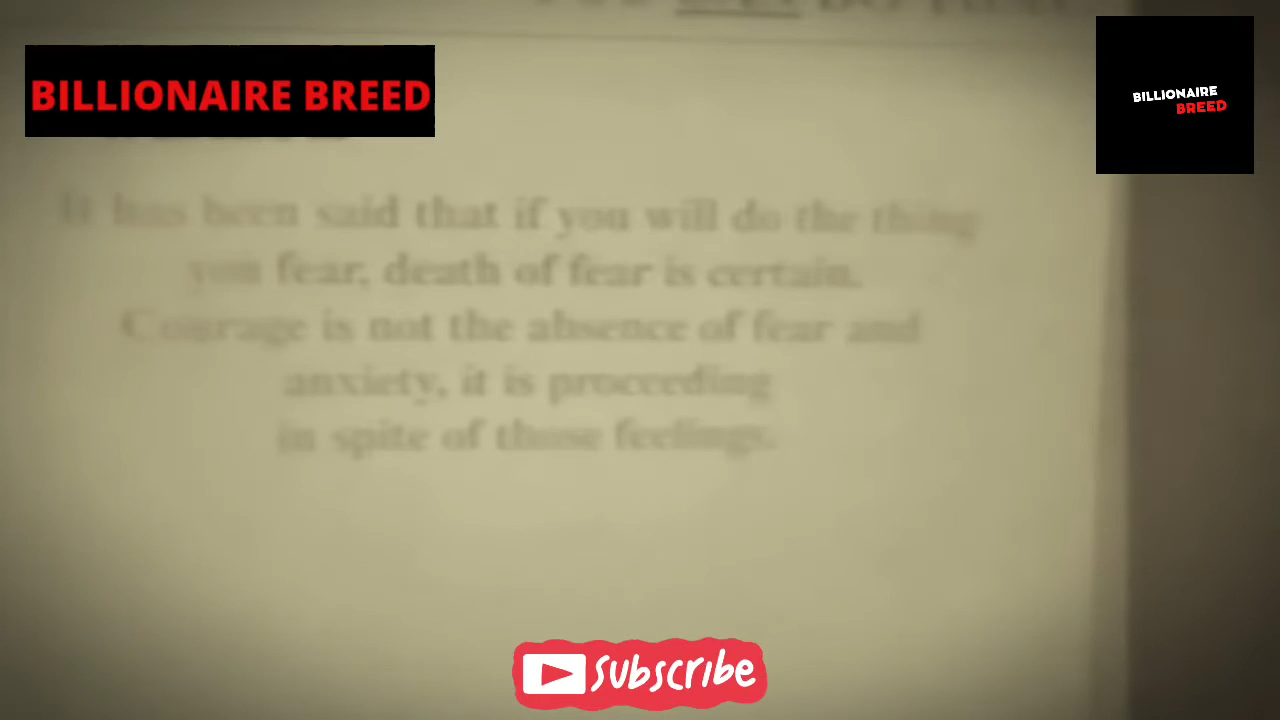 BILLIONAIRE BREED
BILLIONAIRE
BREED
It has been said that if you will do the thing
you fear, death of fear is certain.
Courage is not the absence of fear and
anxiety, it is proceeding
in spite of those feelings.
Subscribe